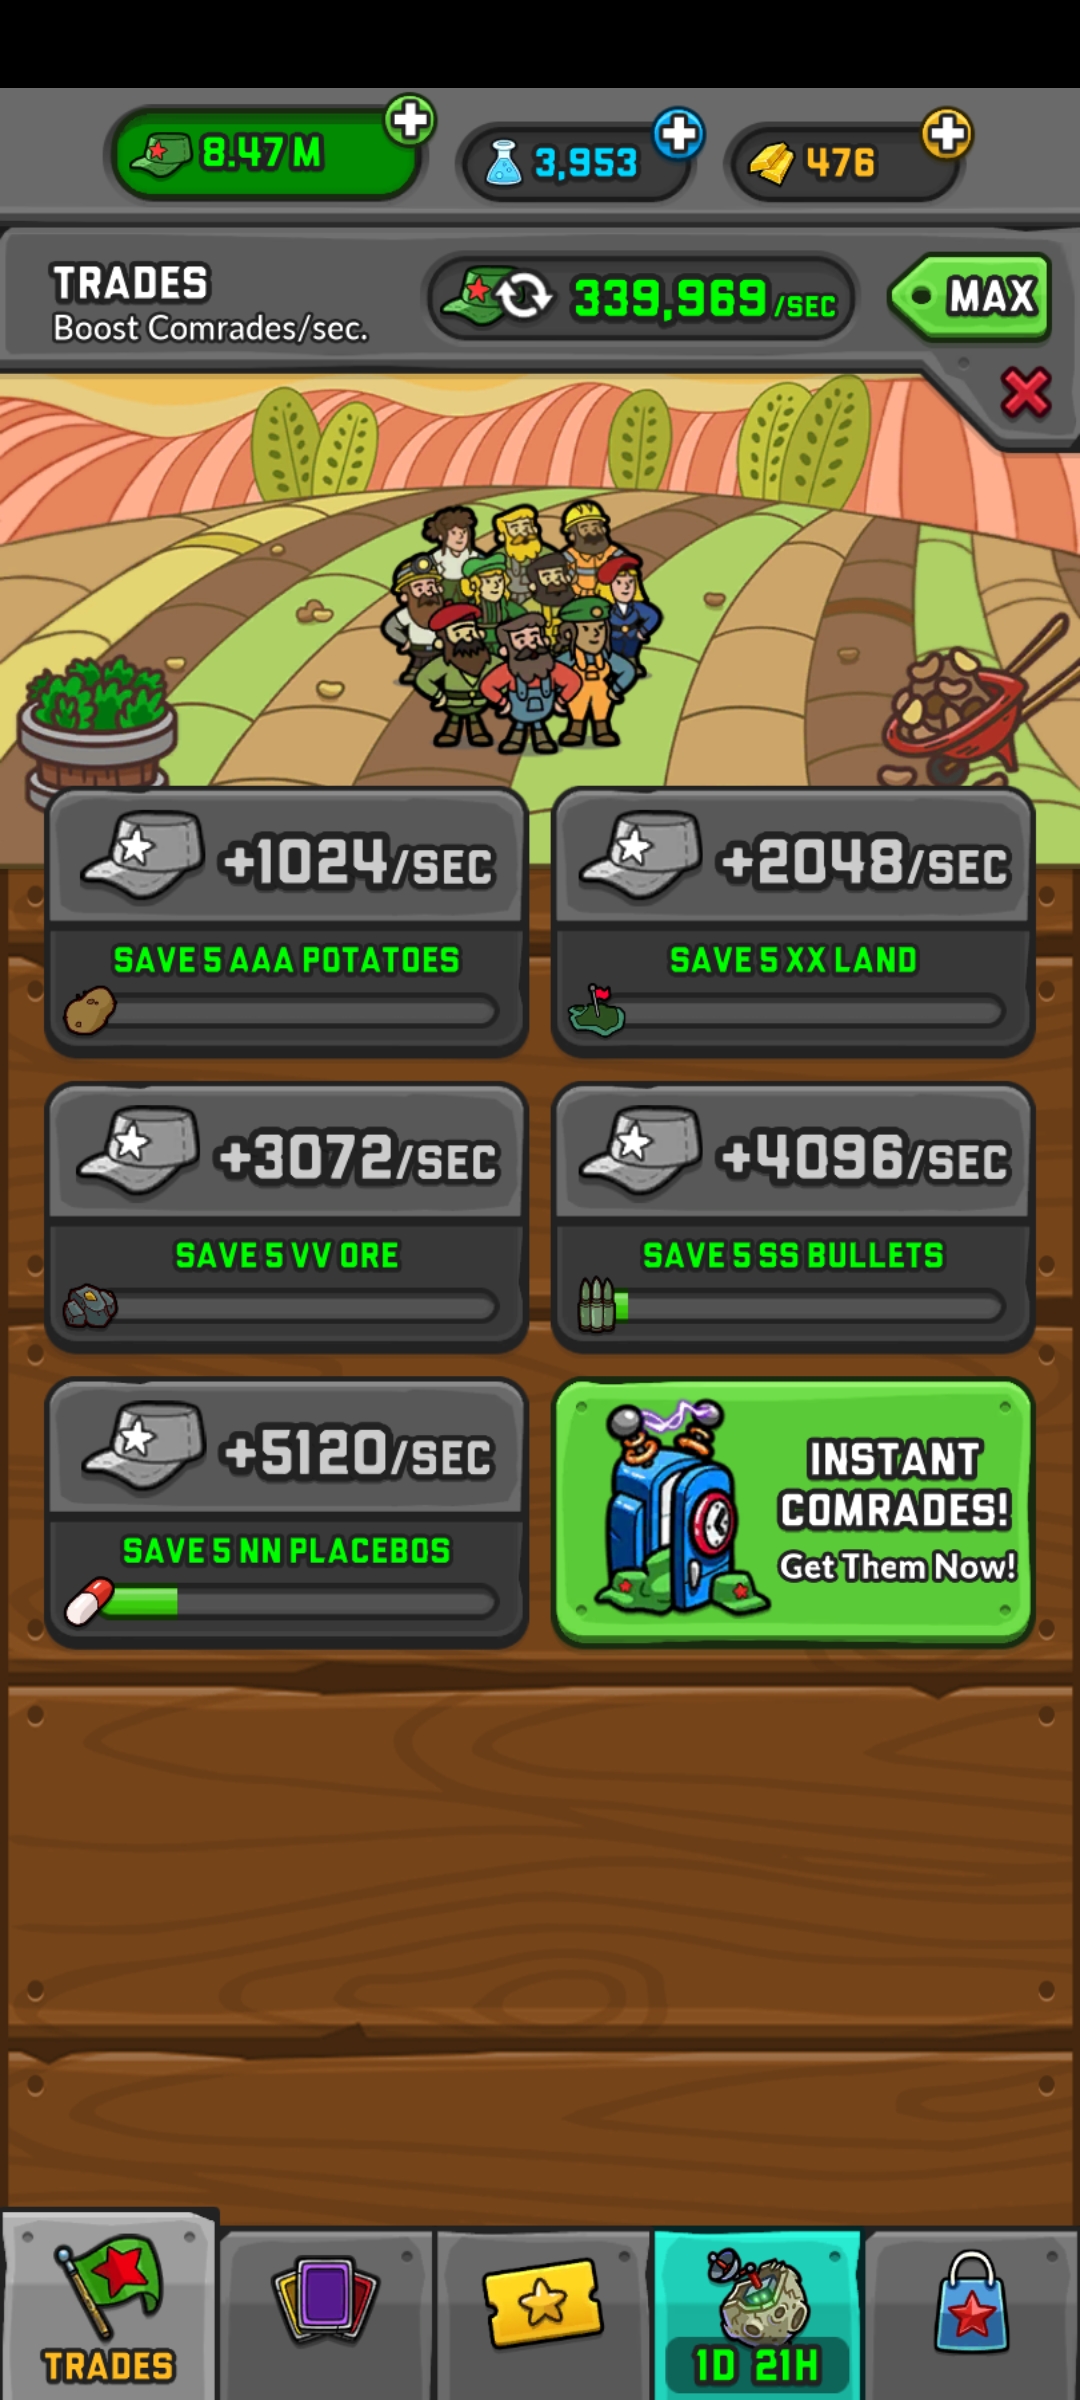 8.47M
3,953
476
TRADES
Boost Comrades/sec.
339,969/SEC
MAX
+1024/SEC
SAVE 5 AAA POTATOES
+2048/SEC
SAVE 5 XX LAND
+3072/SEC
SAVE 5 VV ORE
+4096/SEC
SAVE 5 SS BULLETS
+5120/SEC
SAVE 5 NN PLACEBOS
INSTANT
COMRADES!
Get Them Now!
TRADES
1D 21H